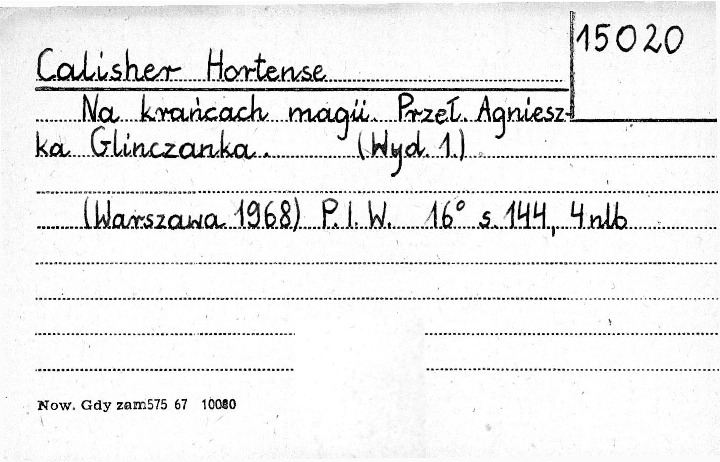 15020
Calisher Hortense
Na krańcach magii. Przeł. Agniesz-
ka Glinczanka. (Wyd. 1.)
(Warszawa 1968) P.I.W. 16° s. 144, 4 nlb
Now. Gdy zam575 67 10080